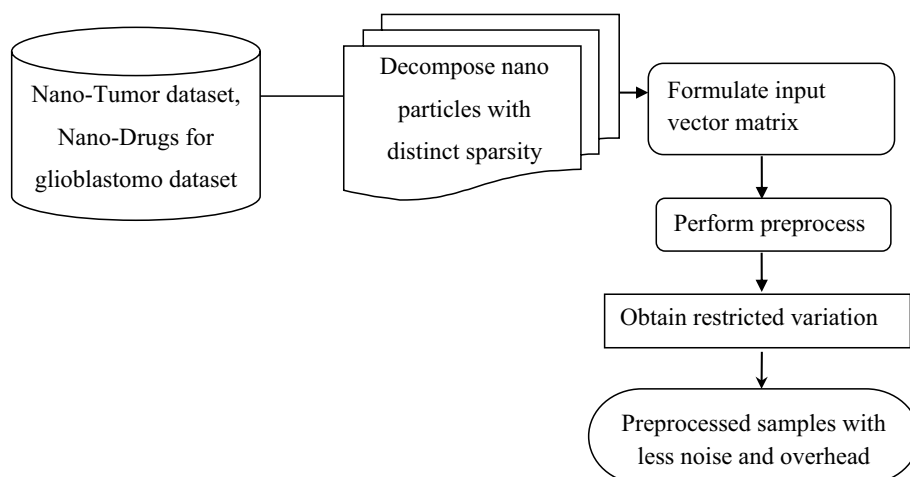 Nano-Tumor dataset,
Nano-Drugs for
glioblastomo dataset
Decompose nano
particles with
distinct sparsity
Formulate input
vector matrix
Perform preprocess
Obtain restricted variation
Preprocessed samples with
less noise and overhead